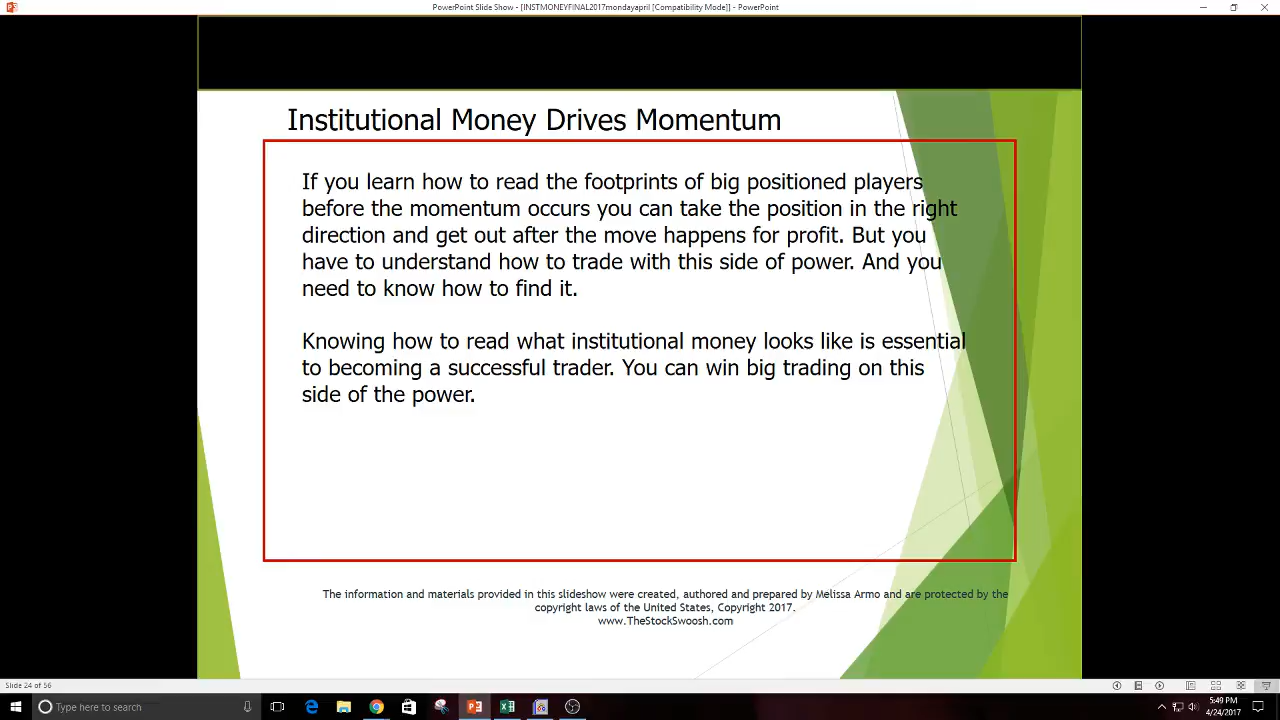 PowerPoint Slide Show - [INSTMONEYFINAL2017mondayapril [Compatibility Mode]] - PowerPoint
Institutional Money Drives Momentum
If you learn how to read the footprints of big positioned players
before the momentum occurs you can take the position in the right
direction and get out after the move happens for profit. But you
have to understand how to trade with this side of power. And you
need to know how to find it.
Knowing how to read what institutional money looks like is essential
to becoming a successful trader. You can win big trading on this
side of the power.
The information and materials provided in this slideshow were created, authored and prepared by Melissa Armo and are protected by the
copyright laws of the United States, Copyright 2017.
www.TheStockSwoosh.com
Slide 24 of 56
Type here to search
5:49 PM
4/24/2017